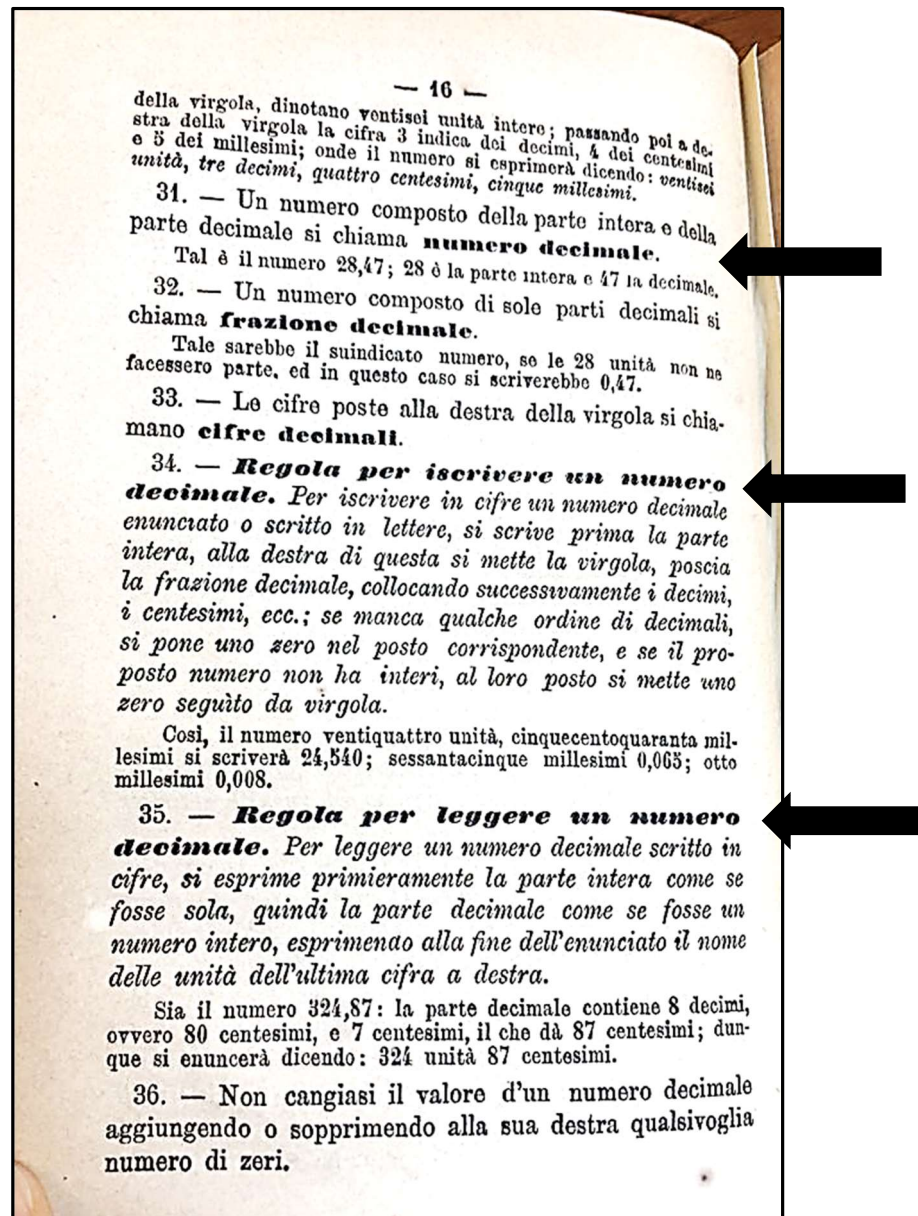 — 16 —
della virgola, dinotano ventisei unità intere; passando poi a de-
stra della virgola la cifra 3 indica dei decimi, 4 dei centesimi
e 5 dei millesimi; onde il numero si esprimerà dicendo: ventisei
unità, tre decimi, quattro centesimi, cinque millesimi.
31. — Un numero composto della parte intera e della
parte decimale si chiama numero decimale.
Tal è il numero 28,47; 28 è la parte intera e 47 la decimale.
32. — Un numero composto di sole parti decimali si
chiama frazione decimale.
Tale sarebbe il suindicato numero, se le 28 unità non ne
facessero parte, ed in questo caso si scriverebbe 0,47.
33. — Le cifre poste alla destra della virgola si chia-
mano cifre decimali.
34. — Regola per iscrivere un numero
decimale. Per iscrivere in cifre un numero decimale
enunciato o scritto in lettere, si scrive prima la parte
intera, alla destra di questa si mette la virgola, poscia
la frazione decimale, collocando successivamente i decimi,
i centesimi, ecc.; se manca qualche ordine di decimali,
si pone uno zero nel posto corrispondente, e se il pro-
posto numero non ha interi, al loro posto si mette uno
zero seguìto da virgola.
Così, il numero ventiquattro unità, cinquecentoquaranta mil-
lesimi si scriverà 24,540; sessantacinque millesimi 0,065; otto
millesimi 0,008.
35. — Regola per leggere un numero
decimale. Per leggere un numero decimale scritto in
cifre, si esprime primieramente la parte intera come se
fosse sola, quindi la parte decimale come se fosse un
numero intero, esprimendo alla fine dell'enunciato il nome
delle unità dell'ultima cifra a destra.
Sia il numero 324,87: la parte decimale contiene 8 decimi,
ovvero 80 centesimi, e 7 centesimi, il che dà 87 centesimi; dun-
que si enuncerà dicendo: 324 unità 87 centesimi.
36. — Non cangiasi il valore d'un numero decimale
aggiungendo o sopprimendo alla sua destra qualsivoglia
numero di zeri.